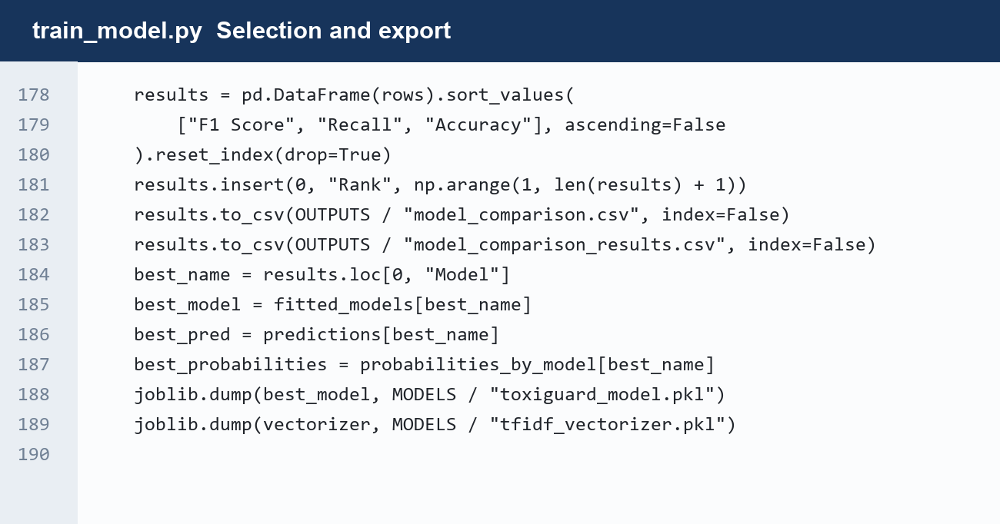 train_model.py  Selection and export
178        results = pd.DataFrame(rows).sort_values(
179            ["F1 Score", "Recall", "Accuracy"], ascending=False
180        ).reset_index(drop=True)
181        results.insert(0, "Rank", np.arange(1, len(results) + 1))
182        results.to_csv(OUTPUTS / "model_comparison.csv", index=False)
183        results.to_csv(OUTPUTS / "model_comparison_results.csv", index=False)
184        best_name = results.loc[0, "Model"]
185        best_model = fitted_models[best_name]
186        best_pred = predictions[best_name]
187        best_probabilities = probabilities_by_model[best_name]
188        joblib.dump(best_model, MODELS / "toxiguard_model.pkl")
189        joblib.dump(vectorizer, MODELS / "tfidf_vectorizer.pkl")
190